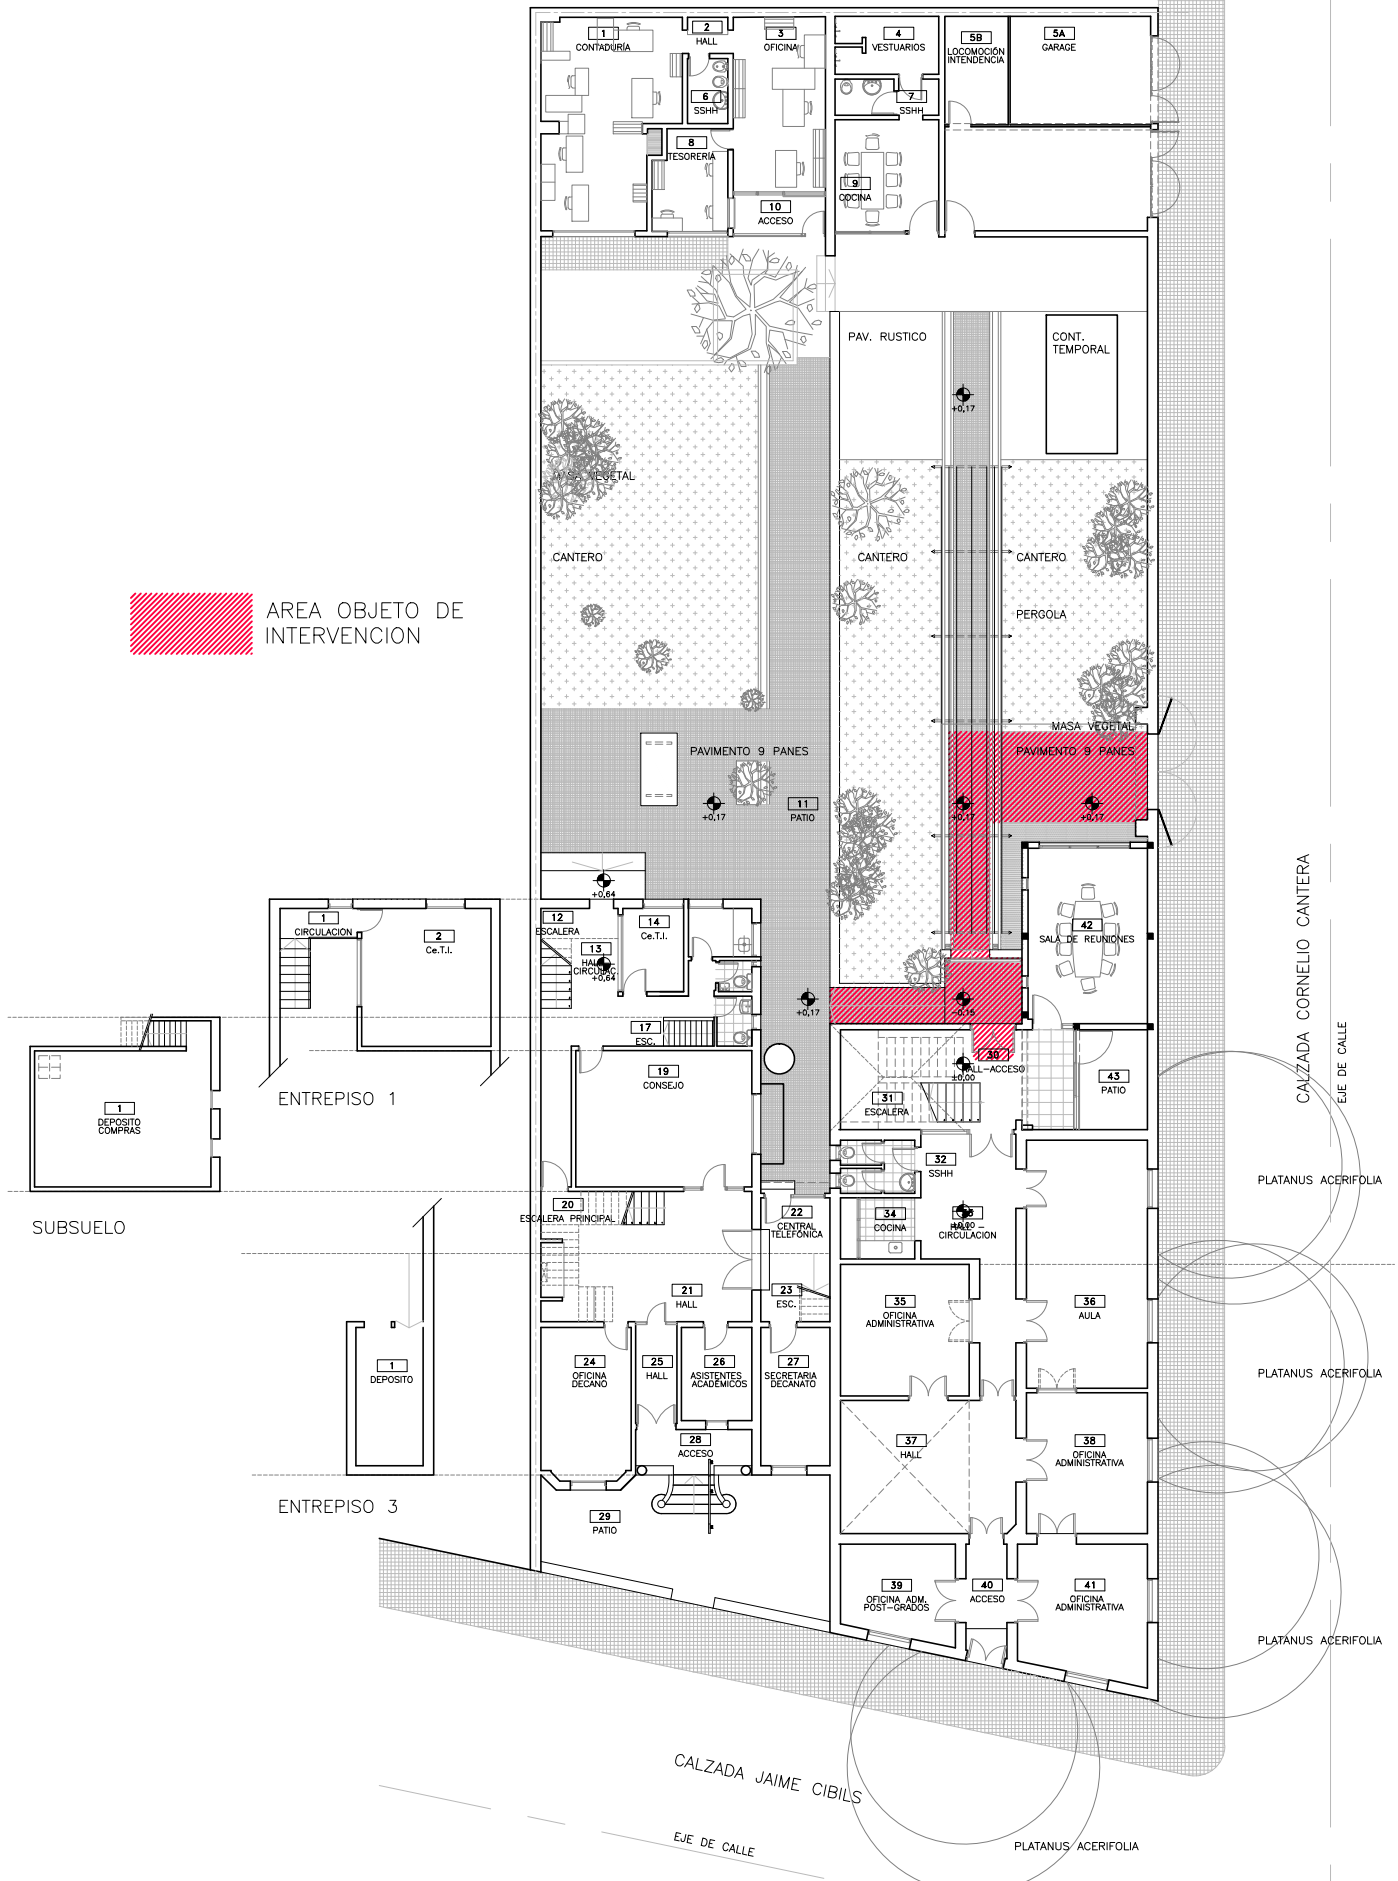 1
CONTADURÍA
2
HALL
3
OFICINA
4
VESTUARIOS
5B
LOCOMOCIÓN
INTENDENCIA
5A
GARAGE
6
SSHH
7
SSHH
8
TESORERÍA
9
COCINA
10
ACCESO
PAV. RUSTICO
CONT.
TEMPORAL
+0,17
MASA VEGETAL
CANTERO
CANTERO
CANTERO
AREA OBJETO DE
INTERVENCION
PERGOLA
MASA VEGETAL
PAVIMENTO 9 PANES
PAVIMENTO 9 PANES
+0,17
11
PATIO
+0,17
+0,17
+0,64
1
CIRCULACION
2
Ce.T.I.
12
ESCALERA
13
HALL
CIRCULAC.
+0,64
14
Ce.T.I.
42
SALA DE REUNIONES
CALZADA CORNELIO CANTERA
EJE DE CALLE
+0,17
-0.15
17
ESC.
19
CONSEJO
30
HALL-ACCESO
±0,00
31
ESCALERA
43
PATIO
ENTREPISO 1
1
DEPOSITO
COMPRAS
SUBSUELO
32
SSHH
PLATANUS ACERIFOLIA
20
ESCALERA PRINCIPAL
22
CENTRAL
TELEFÓNICA
34
COCINA
HALL -
CIRCULACION
±0,00
21
HALL
23
ESC.
35
OFICINA
ADMINISTRATIVA
36
AULA
1
DEPOSITO
24
OFICINA
DECANO
25
HALL
26
ASISTENTES
ACADÉMICOS
27
SECRETARIA
DECANATO
PLATANUS ACERIFOLIA
28
ACCESO
37
HALL
38
OFICINA
ADMINISTRATIVA
ENTREPISO 3
29
PATIO
39
OFICINA ADM.
POST-GRADOS
40
ACCESO
41
OFICINA
ADMINISTRATIVA
PLATANUS ACERIFOLIA
CALZADA JAIME CIBILS
EJE DE CALLE
PLATANUS ACERIFOLIA